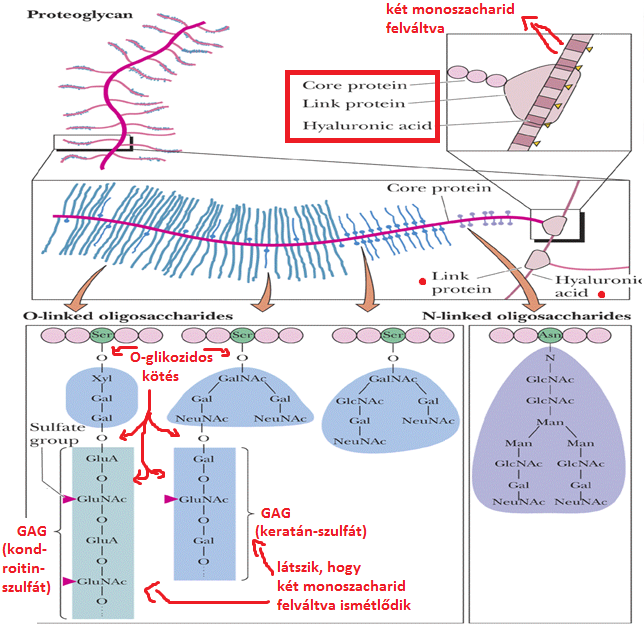 Proteoglycan
két monoszacharid
felváltva
Core protein
Link protein
Hyaluronic acid
Core protein
Link
protein
Hyaluronic
acid
O-linked oligosaccharides
N-linked oligosaccharides
Ser
Ser
Ser
Asn
O
O
O
N
O-glikozidos
kötés
Xyl
Gal
Gal
O
GalNAc
Gal
Gal
NeuNAc
NeuNAc
O
GalNAc
GlcNAc
Gal
Gal
NeuNAc
NeuNAc
GlcNAc
GlcNAc
Man
Man
Man
GlcNAc
GlcNAc
Gal
Gal
NeuNAc
NeuNAc
Sulfate
group
GluA
O
GluNAc
O
GluA
O
GluNAc
O
Gal
O
GluNAc
O
Gal
O
GAG
(kond-
roitin-
szulfát)
GAG
(keratán-szulfát)
látszik, hogy
két monoszacharid
felváltva ismétlődik